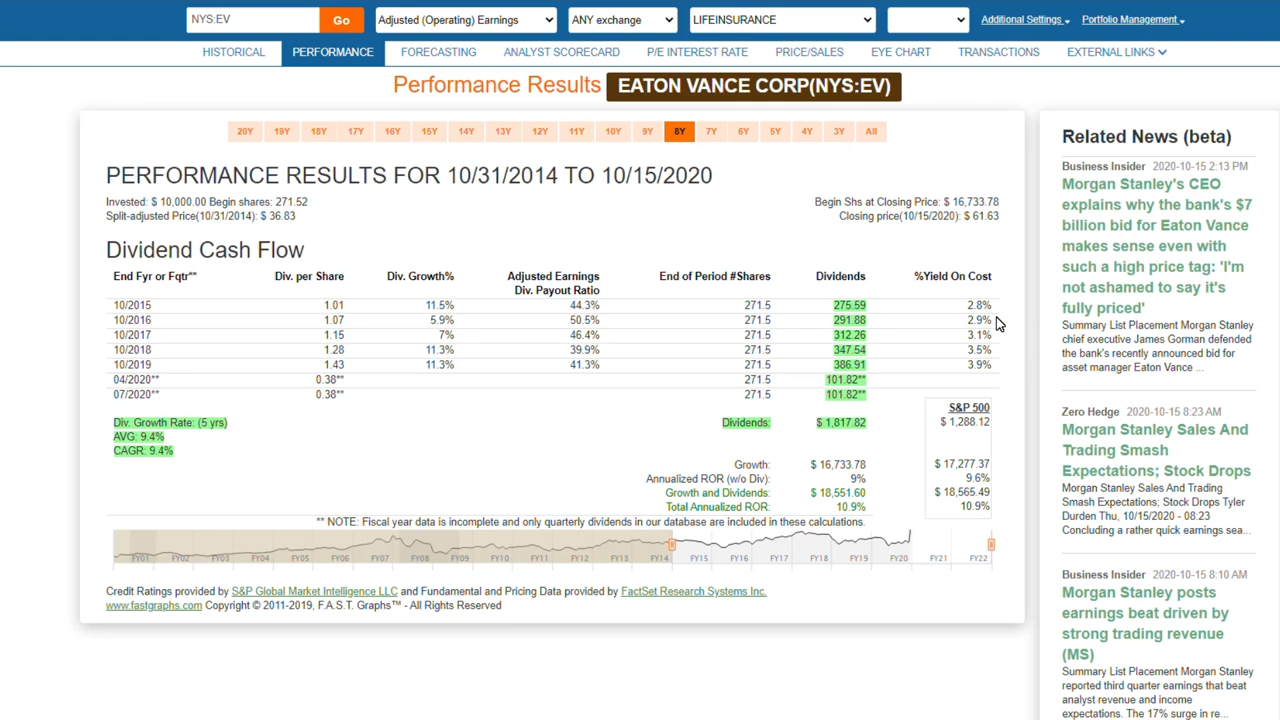 NYS:EV Go Adjusted (Operating) Earnings ANY exchange LIFEINSURANCE Additional Settings Portfolio Management
HISTORICAL PERFORMANCE FORECASTING ANALYST SCORECARD P/E INTEREST RATE PRICE/SALES EYE CHART TRANSACTIONS EXTERNAL LINKS
Performance Results EATON VANCE CORP(NYS:EV)
20Y 19Y 18Y 17Y 16Y 15Y 14Y 13Y 12Y 11Y 10Y 9Y 8Y 7Y 6Y 5Y 4Y 3Y All
PERFORMANCE RESULTS FOR 10/31/2014 TO 10/15/2020
Invested: $ 10,000.00 Begin shares: 271.52 Begin Shs at Closing Price: $ 16,733.78
Split-adjusted Price(10/31/2014): $ 36.83 Closing price(10/15/2020): $ 61.63
Dividend Cash Flow
End Fyr or Fqtr** Div. per Share Div. Growth% Adjusted Earnings End of Period #Shares Dividends %Yield On Cost
Div. Payout Ratio
10/2015 1.01 11.5% 44.3% 271.5 275.59 2.8%
10/2016 1.07 5.9% 50.5% 271.5 291.88 2.9%
10/2017 1.15 7% 46.4% 271.5 312.26 3.1%
10/2018 1.28 11.3% 39.9% 271.5 347.54 3.5%
10/2019 1.43 11.3% 41.3% 271.5 386.91 3.9%
04/2020** 0.38** 271.5 101.82**
07/2020** 0.38** 271.5 101.82**
S&P 500
Div. Growth Rate: (5 yrs) Dividends: $ 1,817.82 $ 1,288.12
AVG: 9.4%
CAGR: 9.4%
Growth: $ 16,733.78 $ 17,277.37
Annualized ROR (w/o Div): 9% 9.6%
Growth and Dividends: $ 18,551.60 $ 18,565.49
Total Annualized ROR: 10.9% 10.9%
** NOTE: Fiscal year data is incomplete and only quarterly dividends in our database are included in these calculations.
FY01 FY02 FY03 FY04 FY05 FY06 FY07 FY08 FY09 FY10 FY11 FY12 FY13 FY14 FY15 FY16 FY17 FY18 FY19 FY20 FY21 FY22
Credit Ratings provided by S&P Global Market Intelligence LLC and Fundamental and Pricing Data provided by FactSet Research Systems Inc.
www.fastgraphs.com Copyright © 2011-2019, F.A.S.T. Graphs™ - All Rights Reserved
Related News (beta)
Business Insider 2020-10-15 2:13 PM
Morgan Stanley's CEO
explains why the bank's $7
billion bid for Eaton Vance
makes sense even with
such a high price tag: 'I'm
not ashamed to say it's
fully priced'
Summary List Placement Morgan Stanley
chief executive James Gorman defended
the bank's recently announced bid for
asset manager Eaton Vance ...
Zero Hedge 2020-10-15 8:23 AM
Morgan Stanley Sales And
Trading Smash
Expectations; Stock Drops
Morgan Stanley Sales And Trading
Smash Expectations; Stock Drops Tyler
Durden Thu, 10/15/2020 - 08:23
Concluding a rather quick earnings sea...
Business Insider 2020-10-15 8:10 AM
Morgan Stanley posts
earnings beat driven by
strong trading revenue
(MS)
Summary List Placement Morgan Stanley
reported third quarter earnings that beat
analyst revenue and income
expectations. The 17% surge in re...